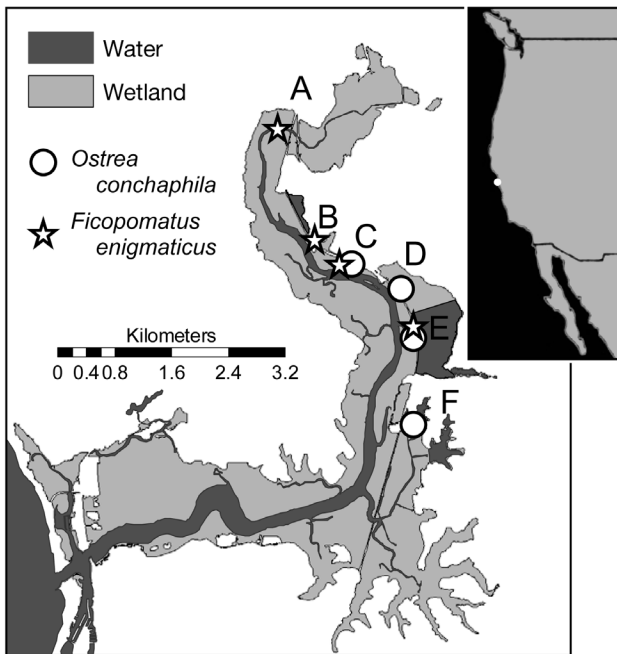 Water
Wetland
Ostrea
conchaphila
Ficopomatus
enigmaticus
A
B
C
D
E
F
Kilometers
0 0.4 0.8 1.6 2.4 3.2